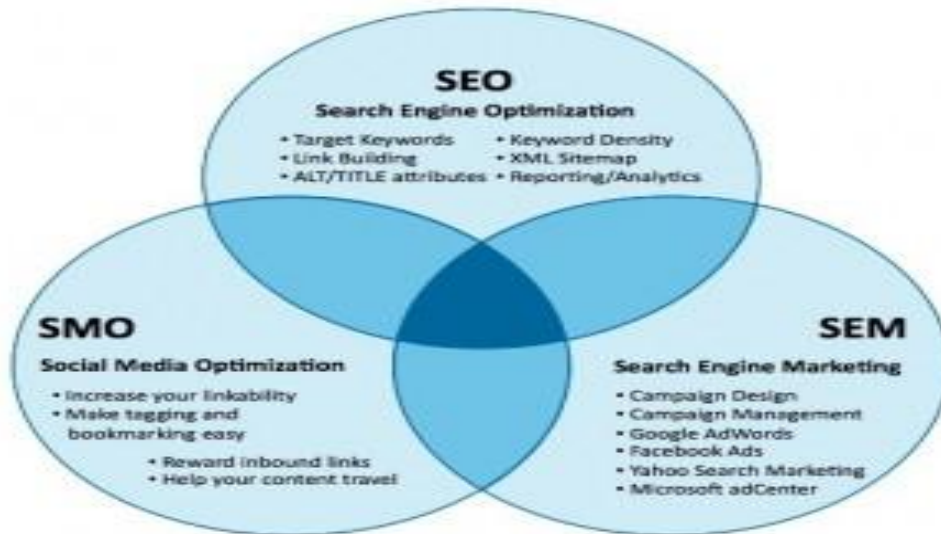 SEO
Search Engine Optimization
• Target Keywords
• Link Building
• ALT/TITLE attributes
• Keyword Density
• XML Sitemap
• Reporting/Analytics
SMO
Social Media Optimization
• Increase your linkability
• Make tagging and
bookmarking easy
• Reward inbound links
• Help your content travel
SEM
Search Engine Marketing
• Campaign Design
• Campaign Management
• Google AdWords
• Facebook Ads
• Yahoo Search Marketing
• Microsoft adCenter